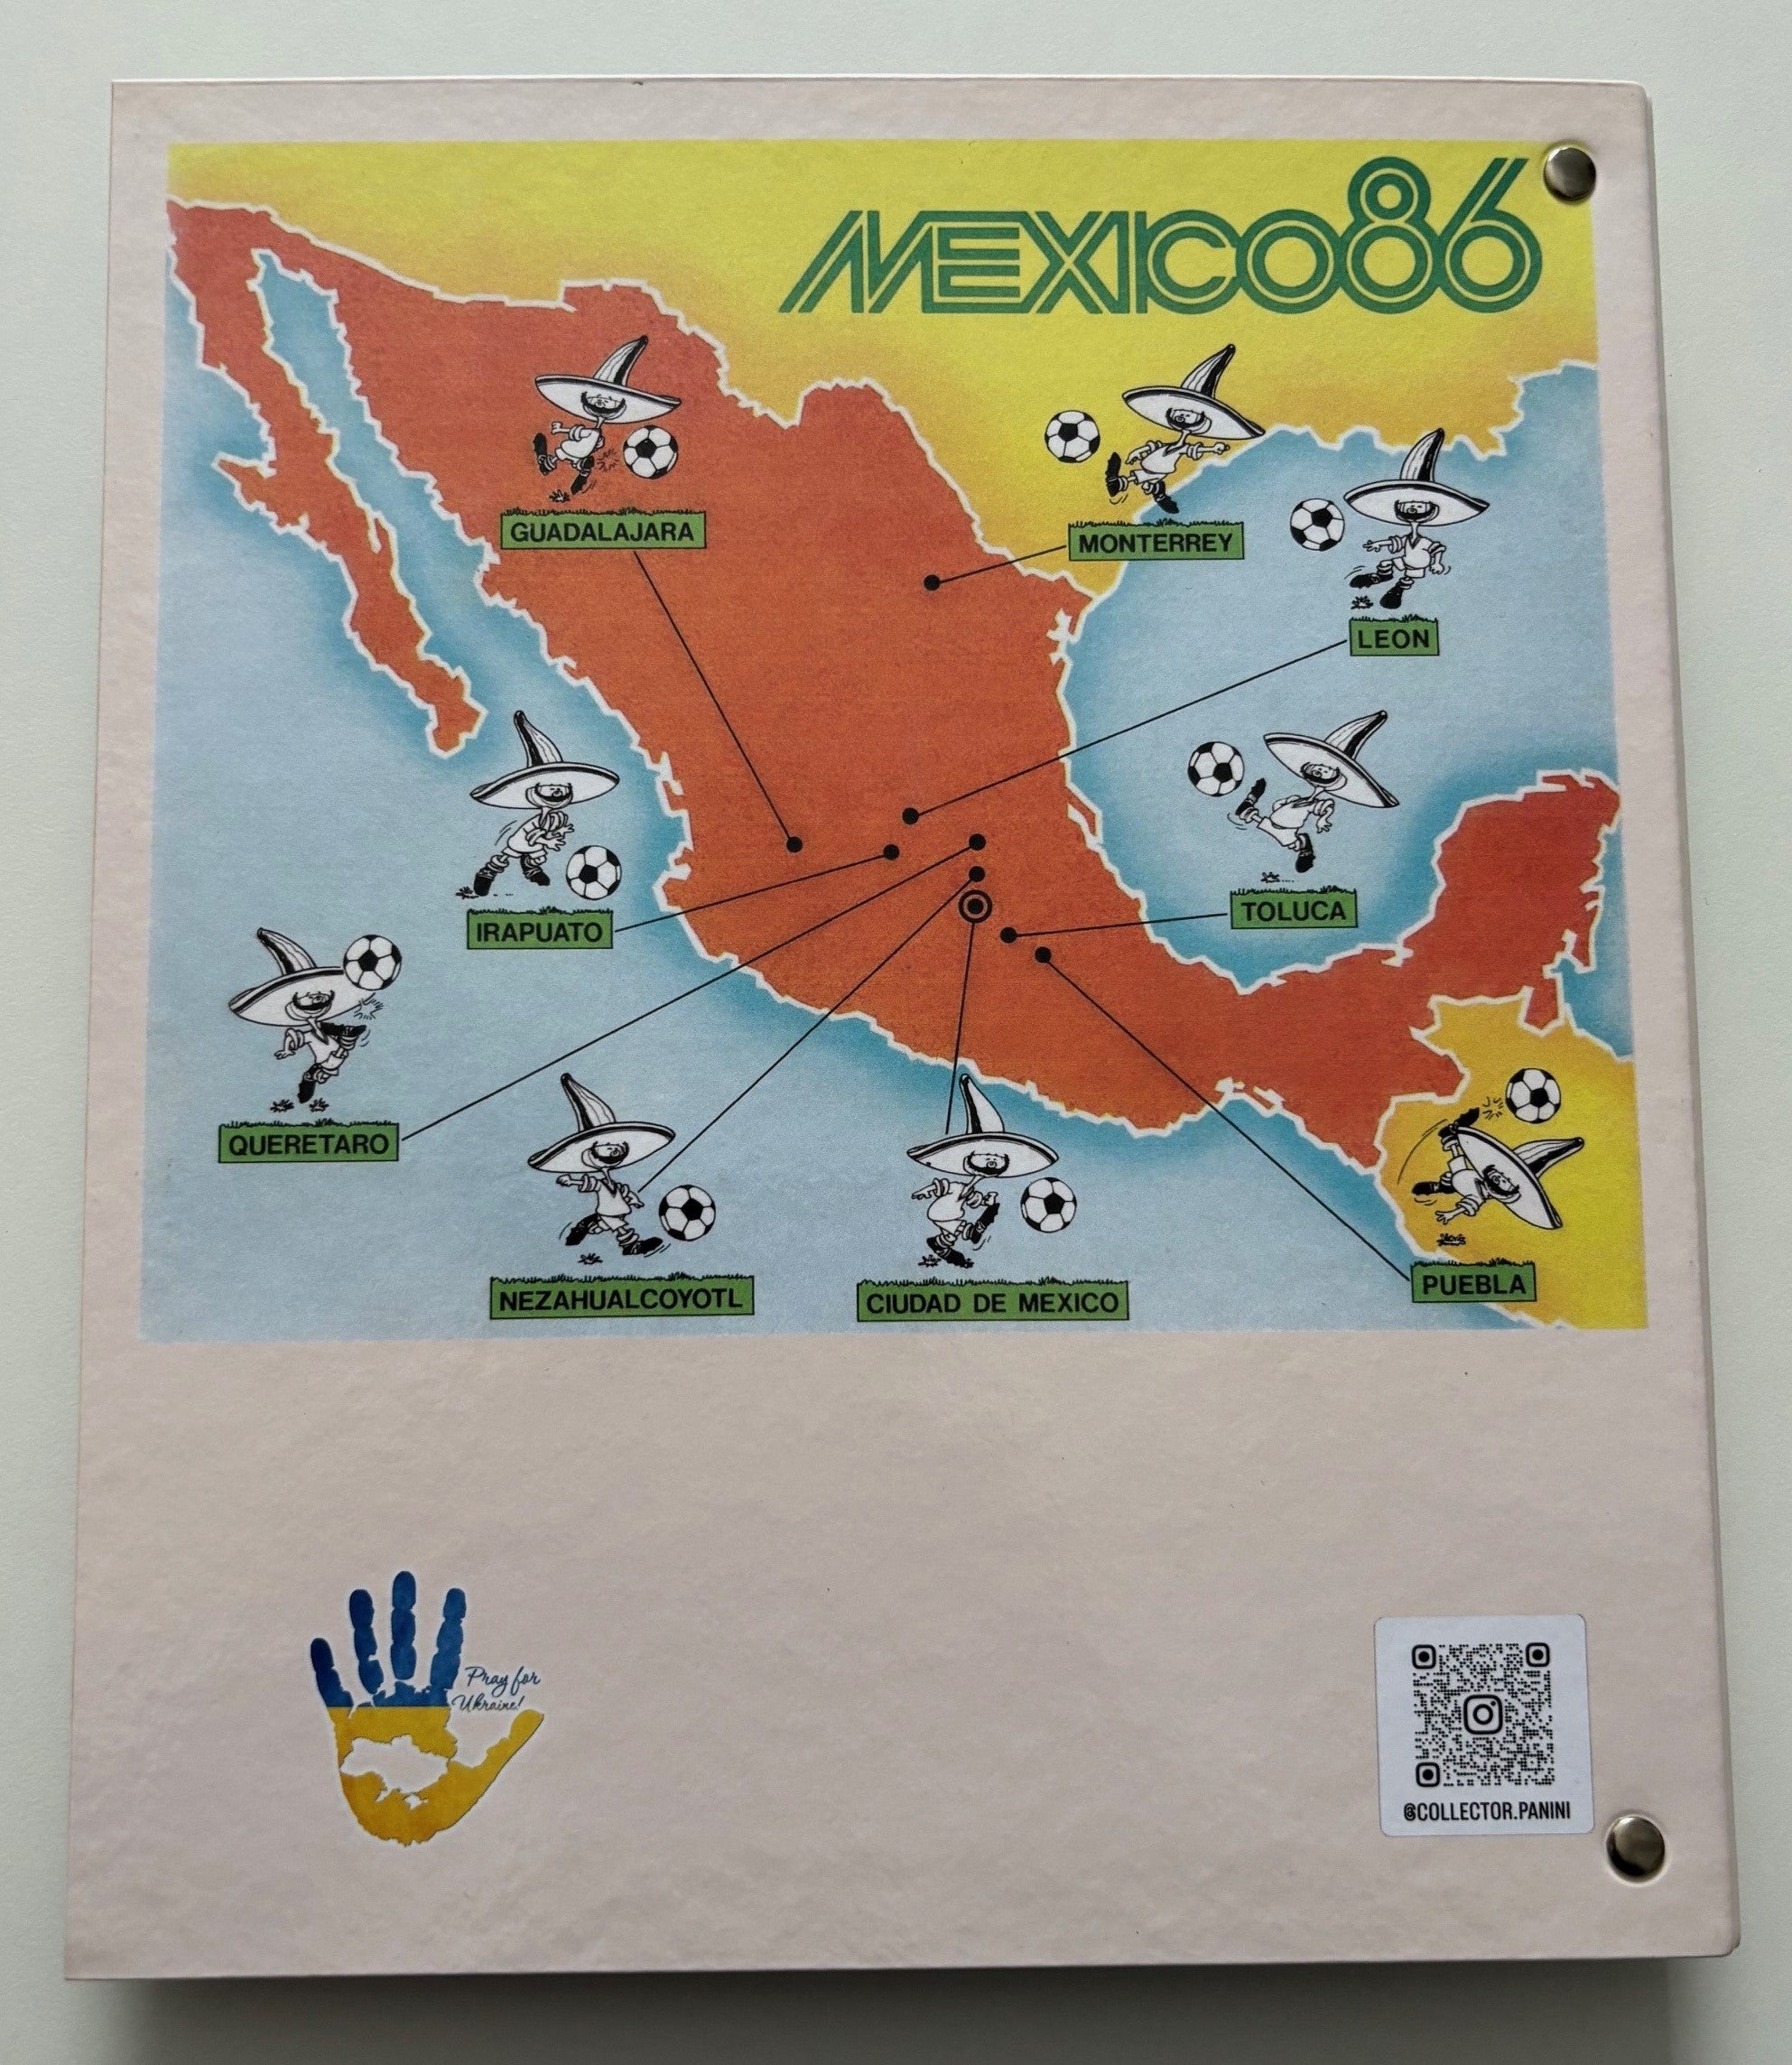 MEXICO86
GUADALAJARA
MONTERREY
LEON
TOLUCA
IRAPUATO
QUERETARO
NEZAHUALCOYOTL
CIUDAD DE MEXICO
PUEBLA
Pray for
Ukraine!
@COLLECTOR.PANINI